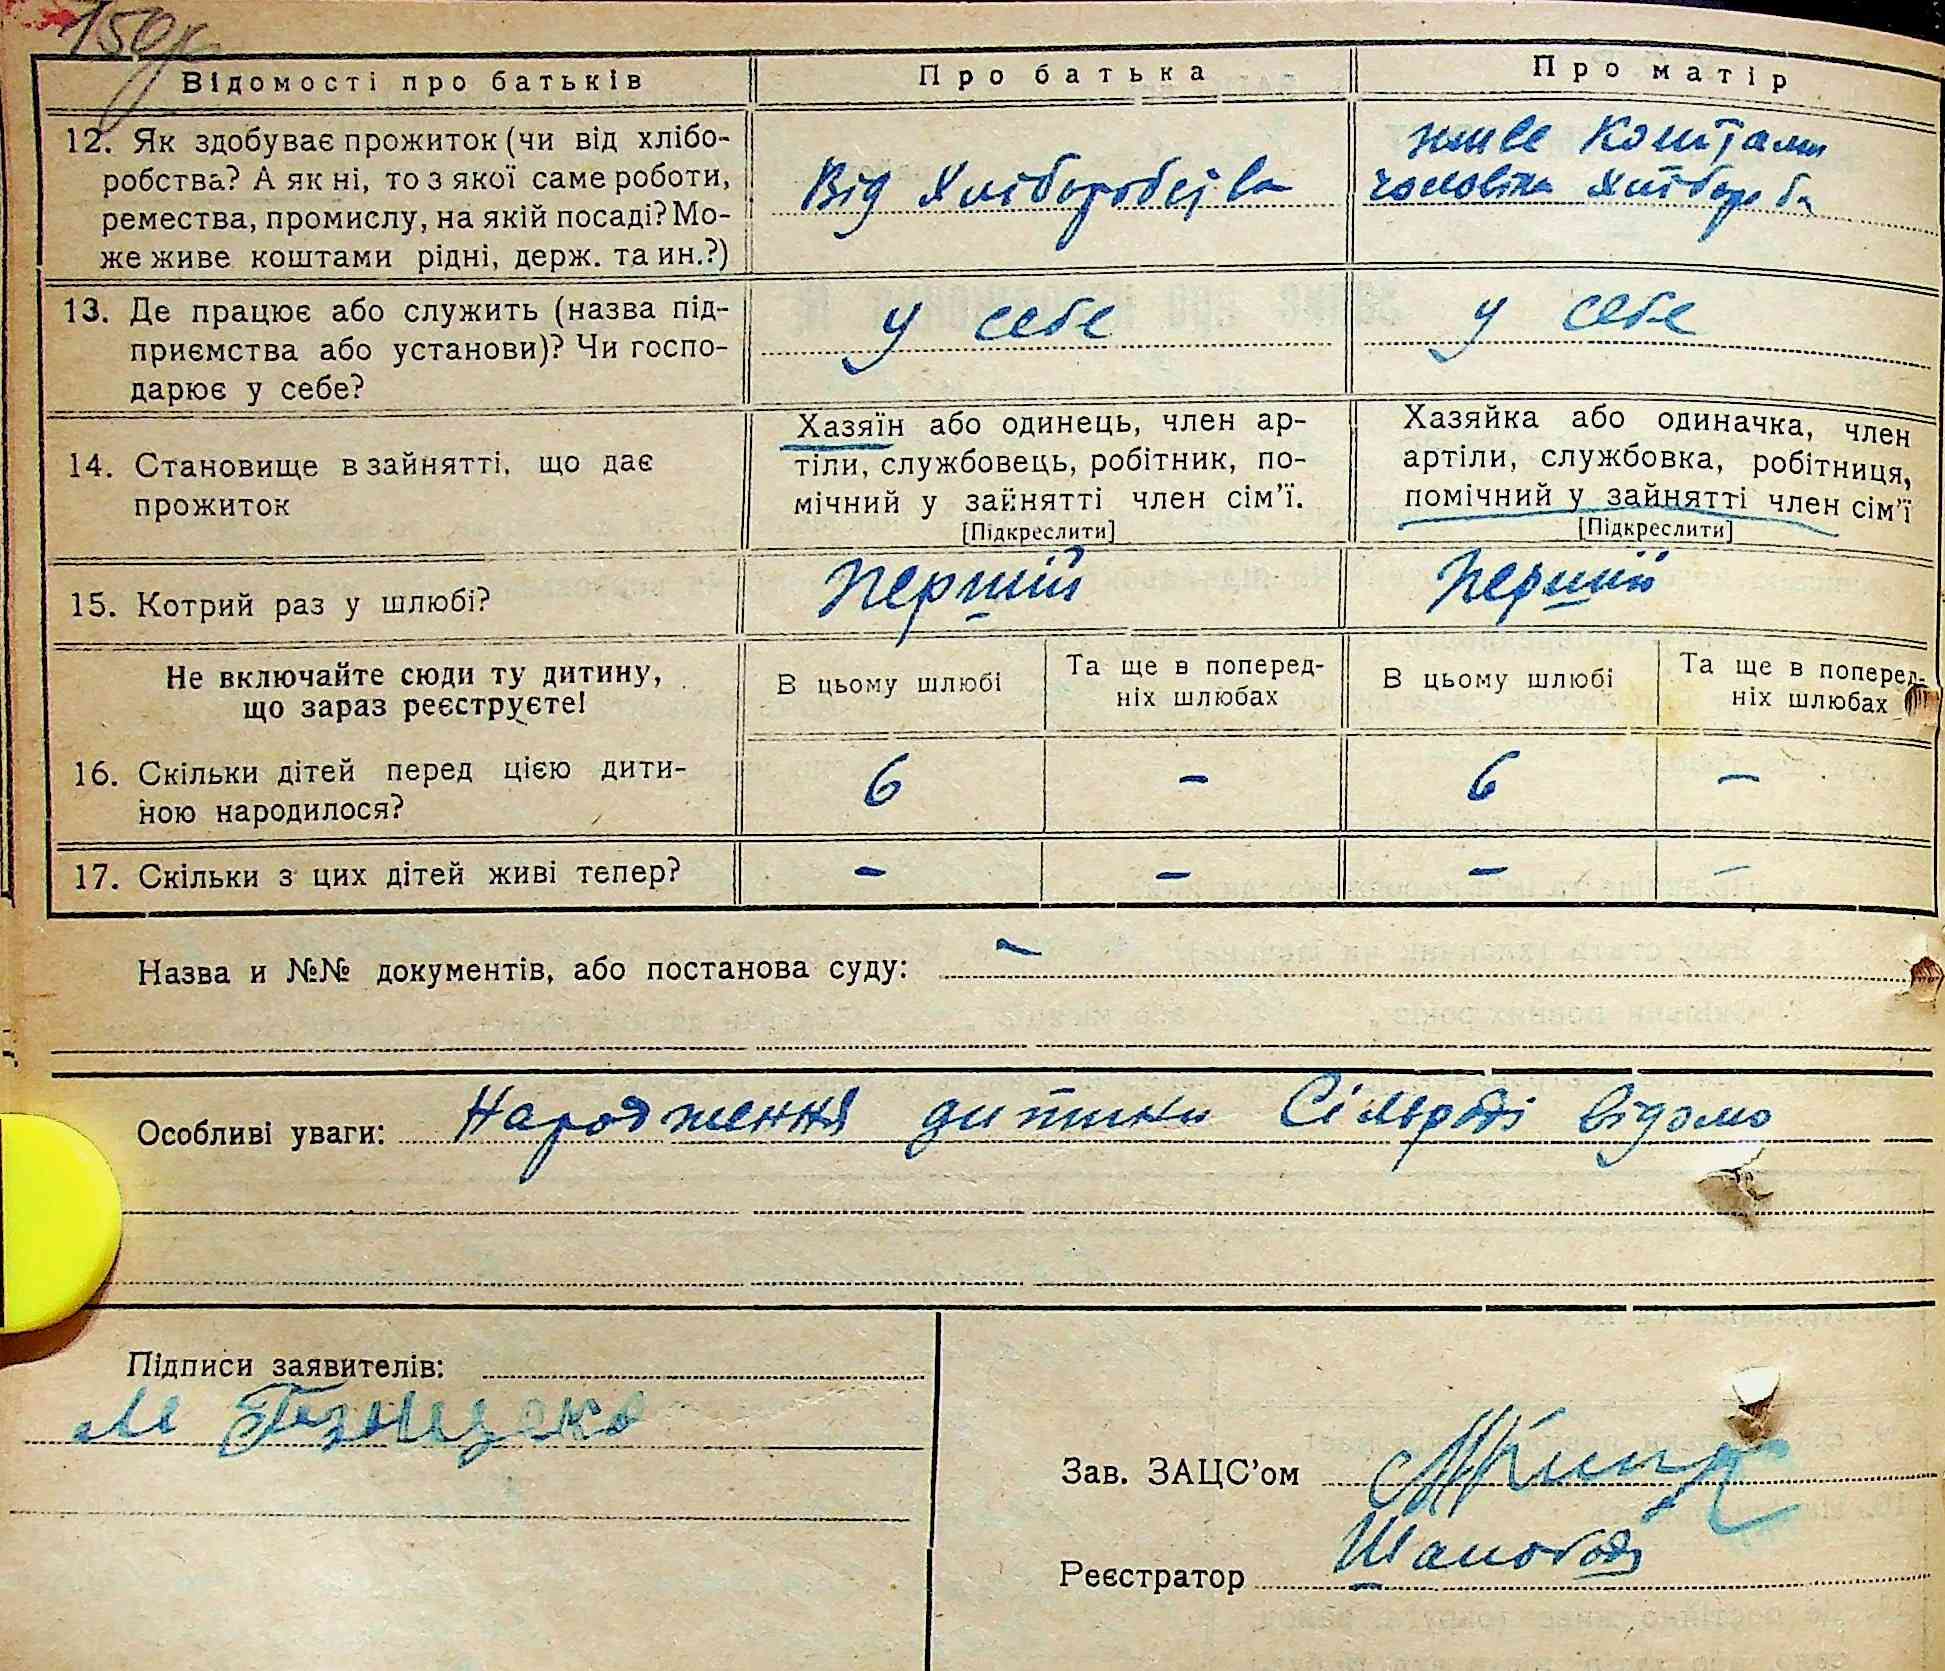 Відомості про батьків
Про батька
Про матір
12. Як здобуває прожиток (чи від хлібо-
робства? А як ні, то з якої саме роботи,
ремества, промислу, на якій посаді? Мо-
же живе коштами рідні, держ. та ин.?)
Від Хліборобства
живе коштами
чоловіка хлібороба
13. Де працює або служить (назва під-
приємства або установи)? Чи госпо-
дарює у себе?
у себе
у себе
14. Становище в зайнятті, що дає
прожиток
Хазяїн або одинець, член ар-
тіли, службовець, робітник, по-
мічний у зайнятті член сім'ї.
[Підкреслити]
Хазяйка або одиначка, член
артіли, службовка, робітниця,
помічний у зайнятті член сім'ї
[Підкреслити]
15. Котрий раз у шлюбі?
Перший
Перший
Не включайте сюди ту дитину,
що зараз реєструєте!
В цьому шлюбі
Та ще в поперед-
ніх шлюбах
В цьому шлюбі
Та ще в поперед-
ніх шлюбах
16. Скільки дітей перед цією дити-
ною народилося?
6
-
6
-
17. Скільки з цих дітей живі тепер?
-
-
-
-
Назва и №№ документів, або постанова суду: -
Особливі уваги: Народження дитини Сільраді відомо
Підписи заявителів:
М
Зав. ЗАЦС'ом
Реєстратор